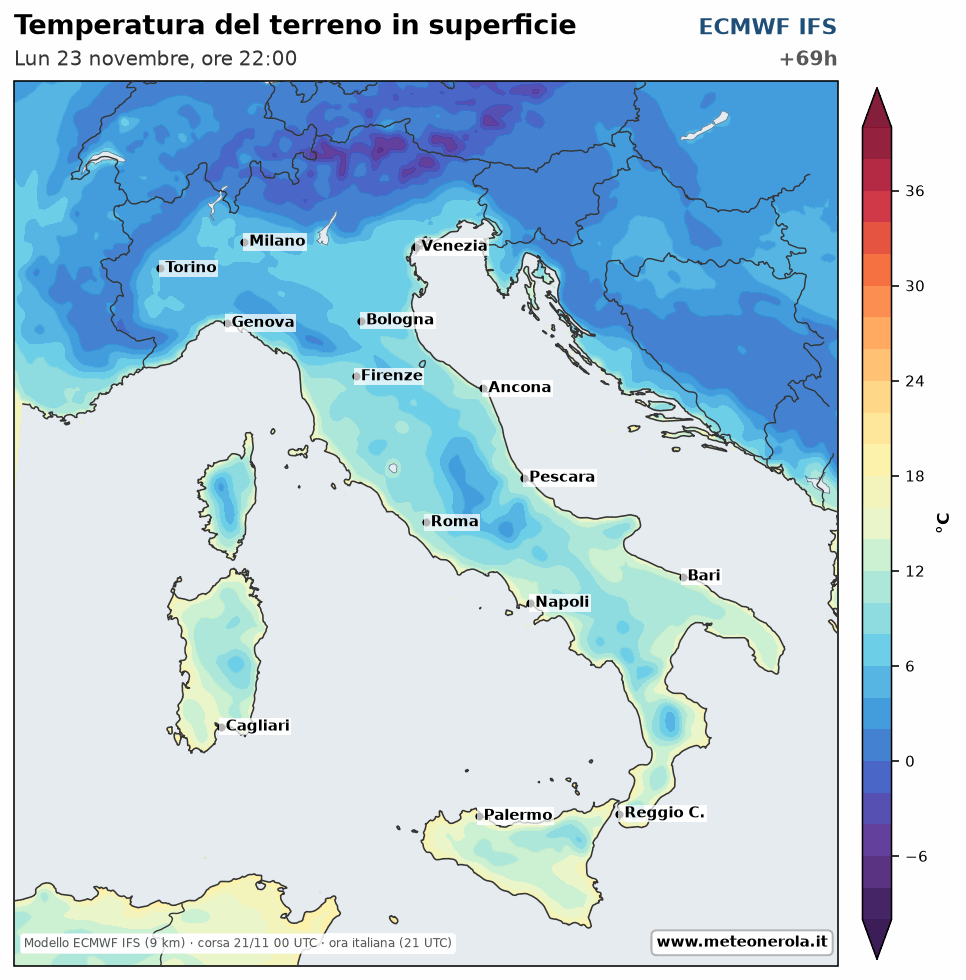 Temperatura del terreno in superficie
ECMWF IFS
Lun 23 novembre, ore 22:00
+69h
Milano
Venezia
Torino
Genova
Bologna
Firenze
Ancona
Pescara
Roma
Bari
Napoli
Cagliari
Palermo
Reggio C.
36
30
24
18
12
6
0
−6
°C
Modello ECMWF IFS (9 km) · corsa 21/11 00 UTC · ora italiana (21 UTC)
www.meteonerola.it